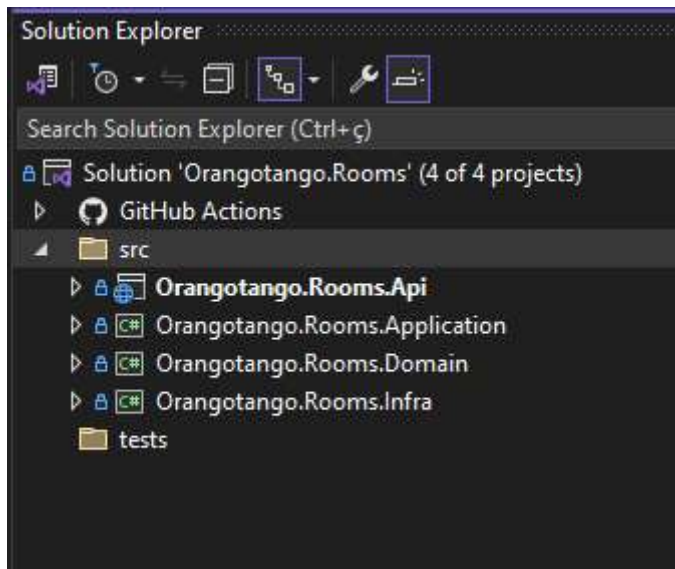 Solution Explorer
Search Solution Explorer (Ctrl+ç)
Solution 'Orangotango.Rooms' (4 of 4 projects)
GitHub Actions
src
Orangotango.Rooms.Api
C# Orangotango.Rooms.Application
C# Orangotango.Rooms.Domain
C# Orangotango.Rooms.Infra
tests